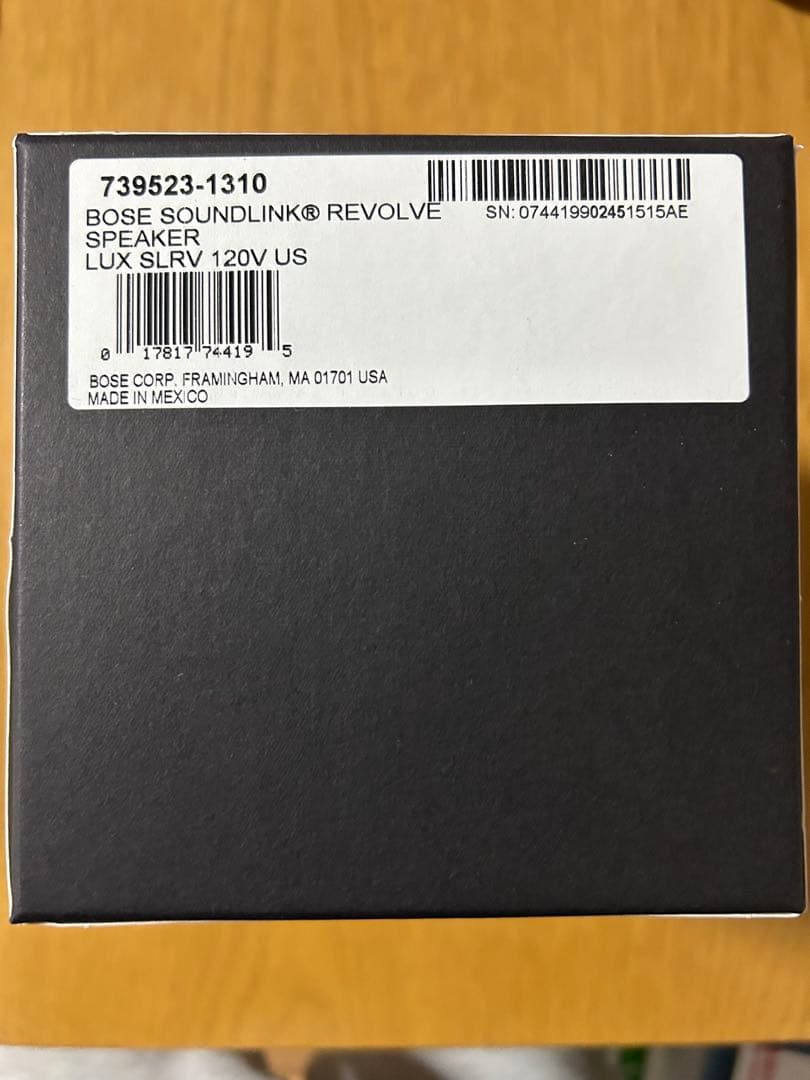 739523-1310
BOSE SOUNDLINK® REVOLVE
SPEAKER
LUX SLRV 120V US
SN: 074419902451515AE
0 17817 74419 5
BOSE CORP. FRAMINGHAM, MA 01701 USA
MADE IN MEXICO